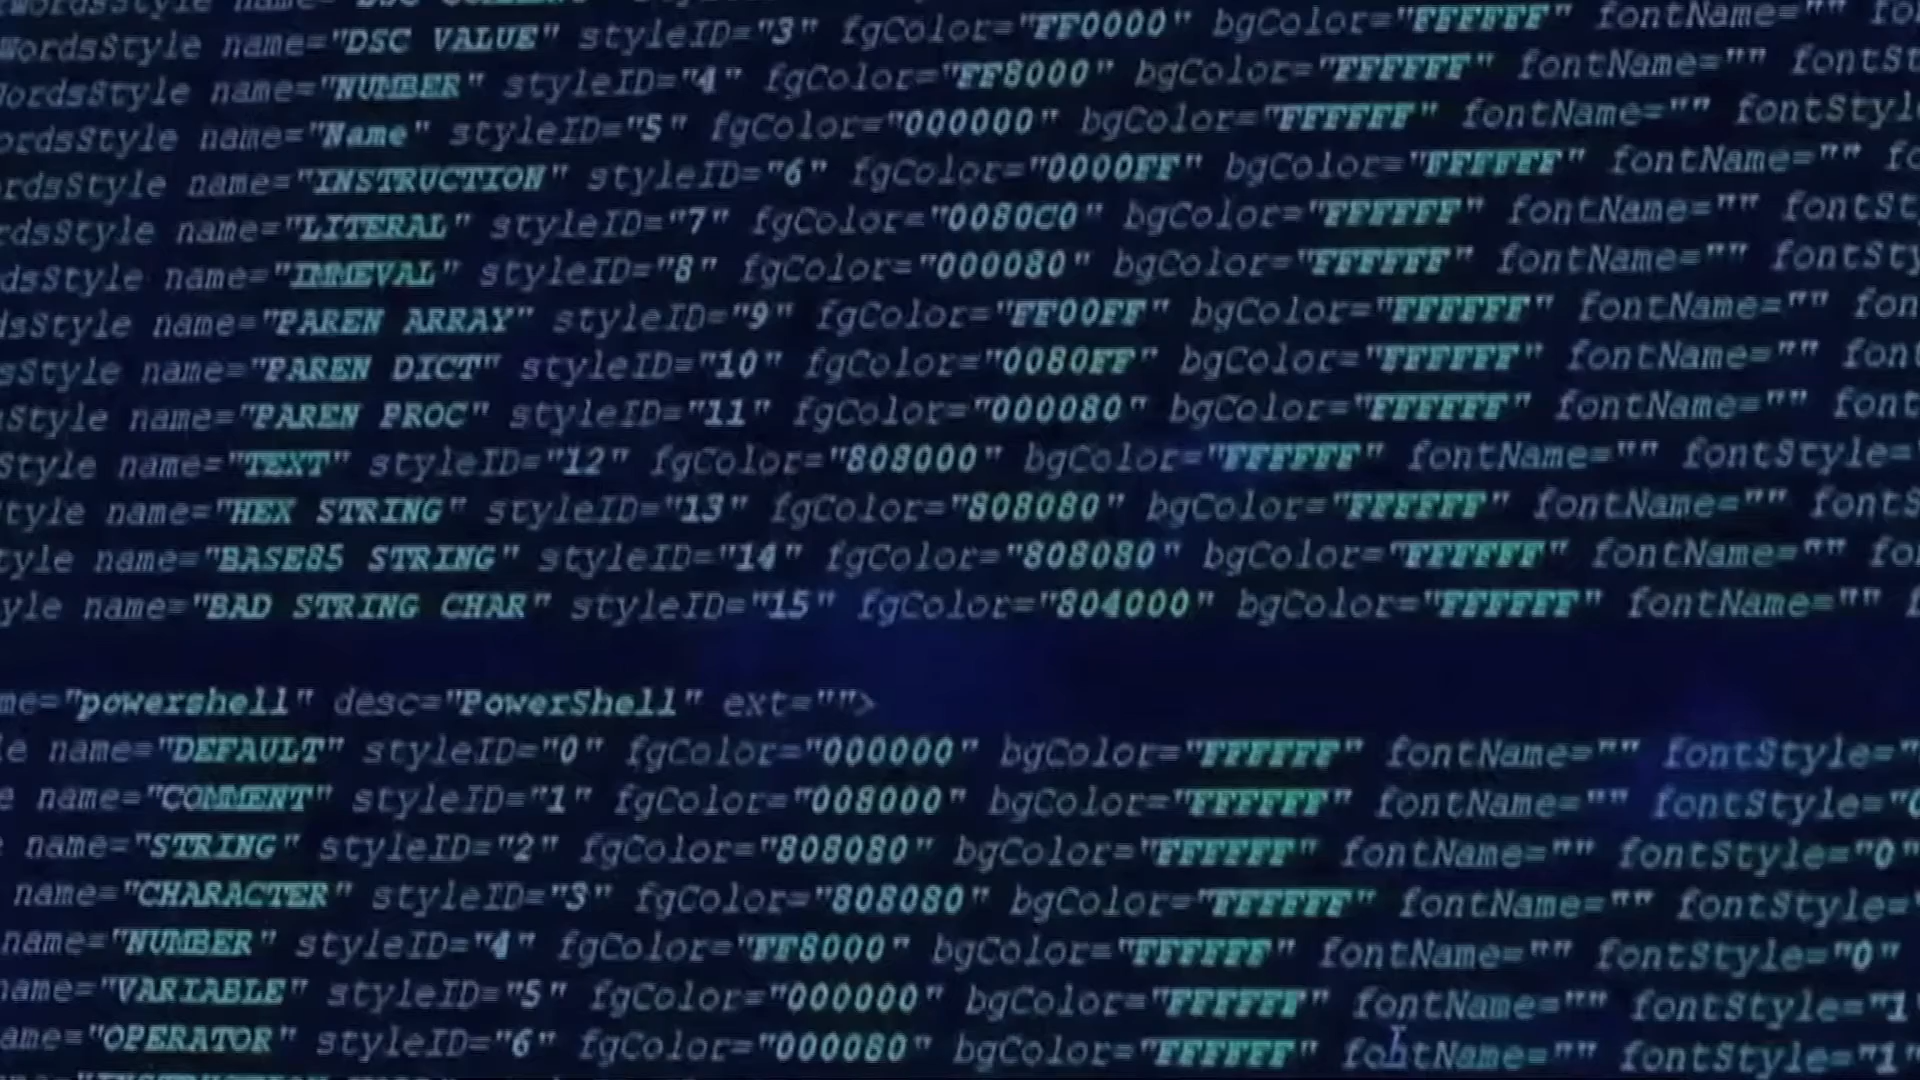 name="DSC COMMENT"
WordsStyle name="DSC VALUE" styleID="3" fgColor="FF0000" bgColor="FFFFFF" fontName=""
WordsStyle name="NUMBER" styleID="4" fgColor="FF8000" bgColor="FFFFFF" fontName="" fontSt
ordsStyle name="Name" styleID="5" fgColor="000000" bgColor="FFFFFF" fontName="" fontStyl
rdsStyle name="INSTRUCTION" styleID="6" fgColor="0000FF" bgColor="FFFFFF" fontName="" fo
rdsStyle name="LITERAL" styleID="7" fgColor="0080C0" bgColor="FFFFFF" fontName="" fontSt
dsStyle name="IMMEVAL" styleID="8" fgColor="000080" bgColor="FFFFFF" fontName="" fontSty
dsStyle name="PAREN ARRAY" styleID="9" fgColor="FF00FF" bgColor="FFFFFF" fontName="" fon
sStyle name="PAREN DICT" styleID="10" fgColor="0080FF" bgColor="FFFFFF" fontName="" font
sStyle name="PAREN PROC" styleID="11" fgColor="000080" bgColor="FFFFFF" fontName="" font
Style name="TEXT" styleID="12" fgColor="808000" bgColor="FFFFFF" fontName="" fontStyle="
tyle name="HEX STRING" styleID="13" fgColor="808080" bgColor="FFFFFF" fontName="" fontS
tyle name="BASE85 STRING" styleID="14" fgColor="808080" bgColor="FFFFFF" fontName="" fo
yle name="BAD STRING CHAR" styleID="15" fgColor="804000" bgColor="FFFFFF" fontName="" f
me="powershell" desc="PowerShell" ext="">
le name="DEFAULT" styleID="0" fgColor="000000" bgColor="FFFFFF" fontName="" fontStyle="
e name="COMMENT" styleID="1" fgColor="008000" bgColor="FFFFFF" fontName="" fontStyle="0
name="STRING" styleID="2" fgColor="808080" bgColor="FFFFFF" fontName="" fontStyle="0"
name="CHARACTER" styleID="3" fgColor="808080" bgColor="FFFFFF" fontName="" fontStyle="
name="NUMBER" styleID="4" fgColor="FF8000" bgColor="FFFFFF" fontName="" fontStyle="0"
name="VARIABLE" styleID="5" fgColor="000000" bgColor="FFFFFF" fontName="" fontStyle="1"
ame="OPERATOR" styleID="6" fgColor="000080" bgColor="FFFFFF" fontName="" fontStyle="1"